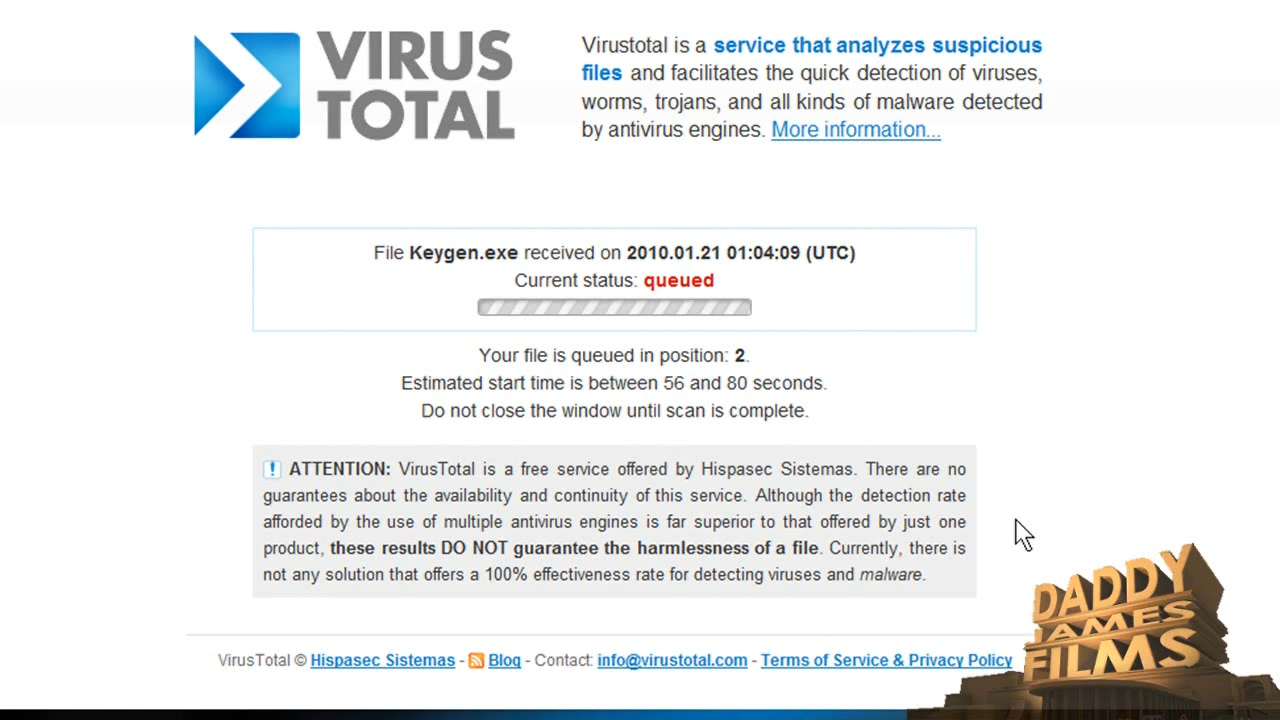 VIRUS
TOTAL
Virustotal is a service that analyzes suspicious
files and facilitates the quick detection of viruses,
worms, trojans, and all kinds of malware detected
by antivirus engines. More information...
File Keygen.exe received on 2010.01.21 01:04:09 (UTC)
Current status: queued
Your file is queued in position: 2.
Estimated start time is between 56 and 80 seconds.
Do not close the window until scan is complete.
! ATTENTION: VirusTotal is a free service offered by Hispasec Sistemas. There are no
guarantees about the availability and continuity of this service. Although the detection rate
afforded by the use of multiple antivirus engines is far superior to that offered by just one
product, these results DO NOT guarantee the harmlessness of a file. Currently, there is
not any solution that offers a 100% effectiveness rate for detecting viruses and malware.
VirusTotal © Hispasec Sistemas - Blog - Contact: info@virustotal.com - Terms of Service & Privacy Policy
DADDY
JAMES
FILMS